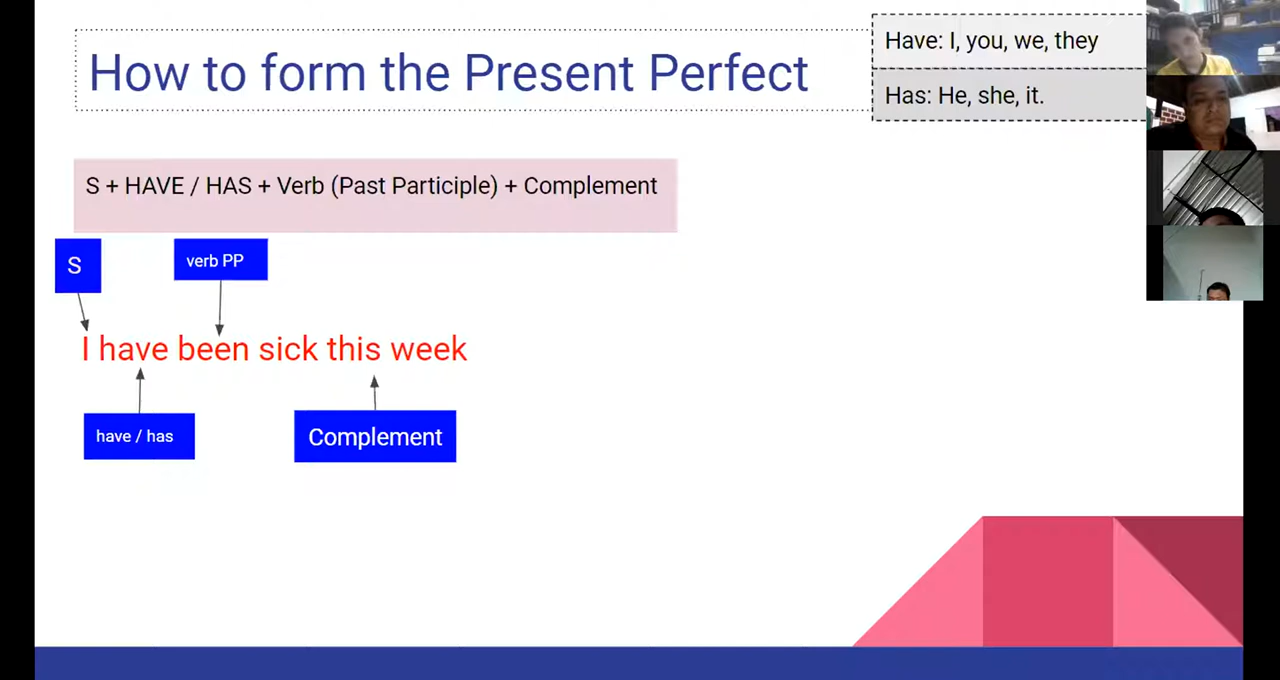 How to form the Present Perfect
Have: I, you, we, they
Has: He, she, it.
S + HAVE / HAS + Verb (Past Participle) + Complement
S
verb PP
I have been sick this week
have / has
Complement